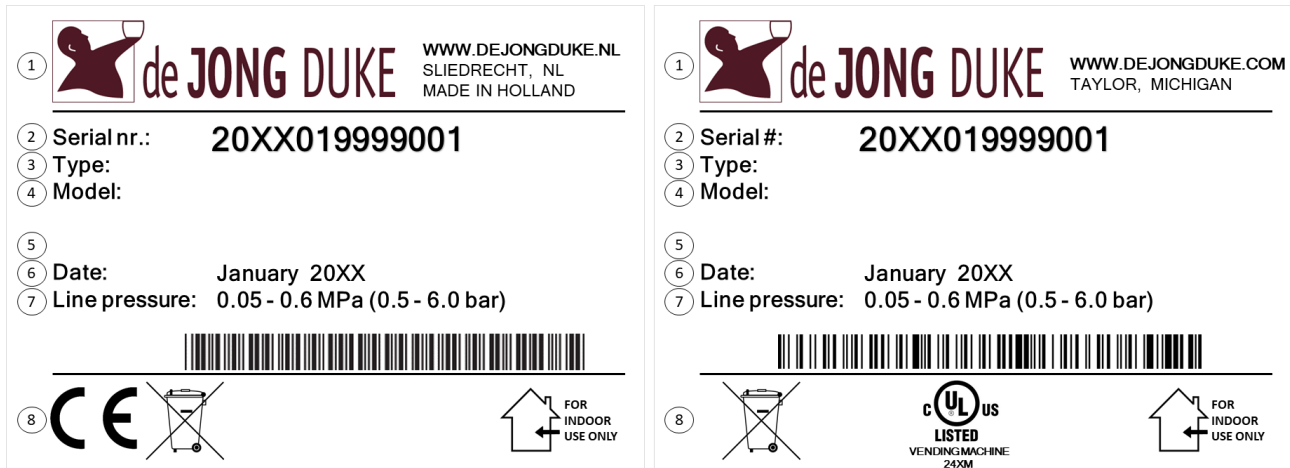 1
de JONG DUKE
WWW.DEJONGDUKE.NL
SLIEDRECHT, NL
MADE IN HOLLAND
2 Serial nr.: 20XX019999001
3 Type:
4 Model:
5
6 Date: January 20XX
7 Line pressure: 0.05 - 0.6 MPa (0.5 - 6.0 bar)
8
CE
FOR
INDOOR
USE ONLY
1
de JONG DUKE
WWW.DEJONGDUKE.COM
TAYLOR, MICHIGAN
2 Serial #: 20XX019999001
3 Type:
4 Model:
5
6 Date: January 20XX
7 Line pressure: 0.05 - 0.6 MPa (0.5 - 6.0 bar)
8
C UL US
®
LISTED
VENDING MACHINE
24XM
FOR
INDOOR
USE ONLY